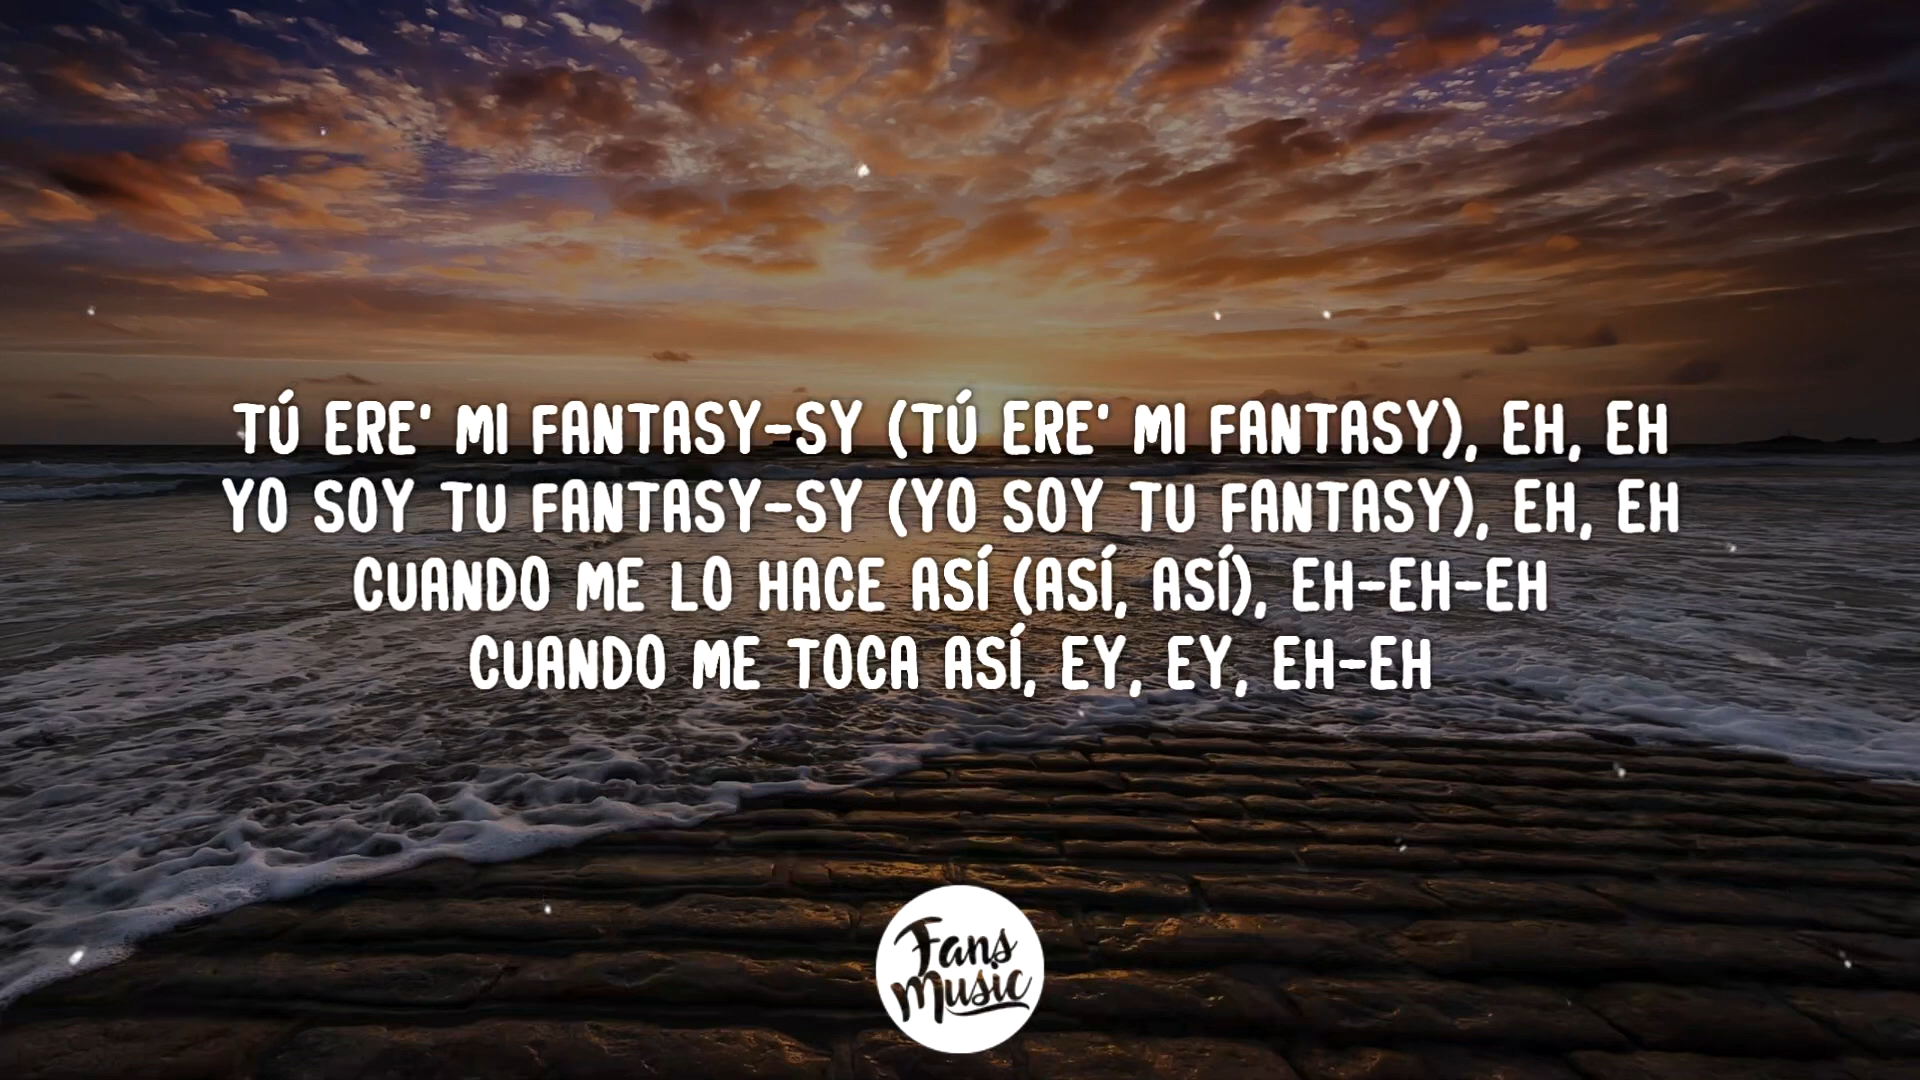 TÚ ERE' MI FANTASY-SY (TÚ ERE' MI FANTASY), EH, EH
YO SOY TU FANTASY-SY (YO SOY TU FANTASY), EH, EH
CUANDO ME LO HACE ASÍ (ASÍ, ASÍ), EH-EH-EH
CUANDO ME TOCA ASÍ, EY, EY, EH-EH
Fans
Music